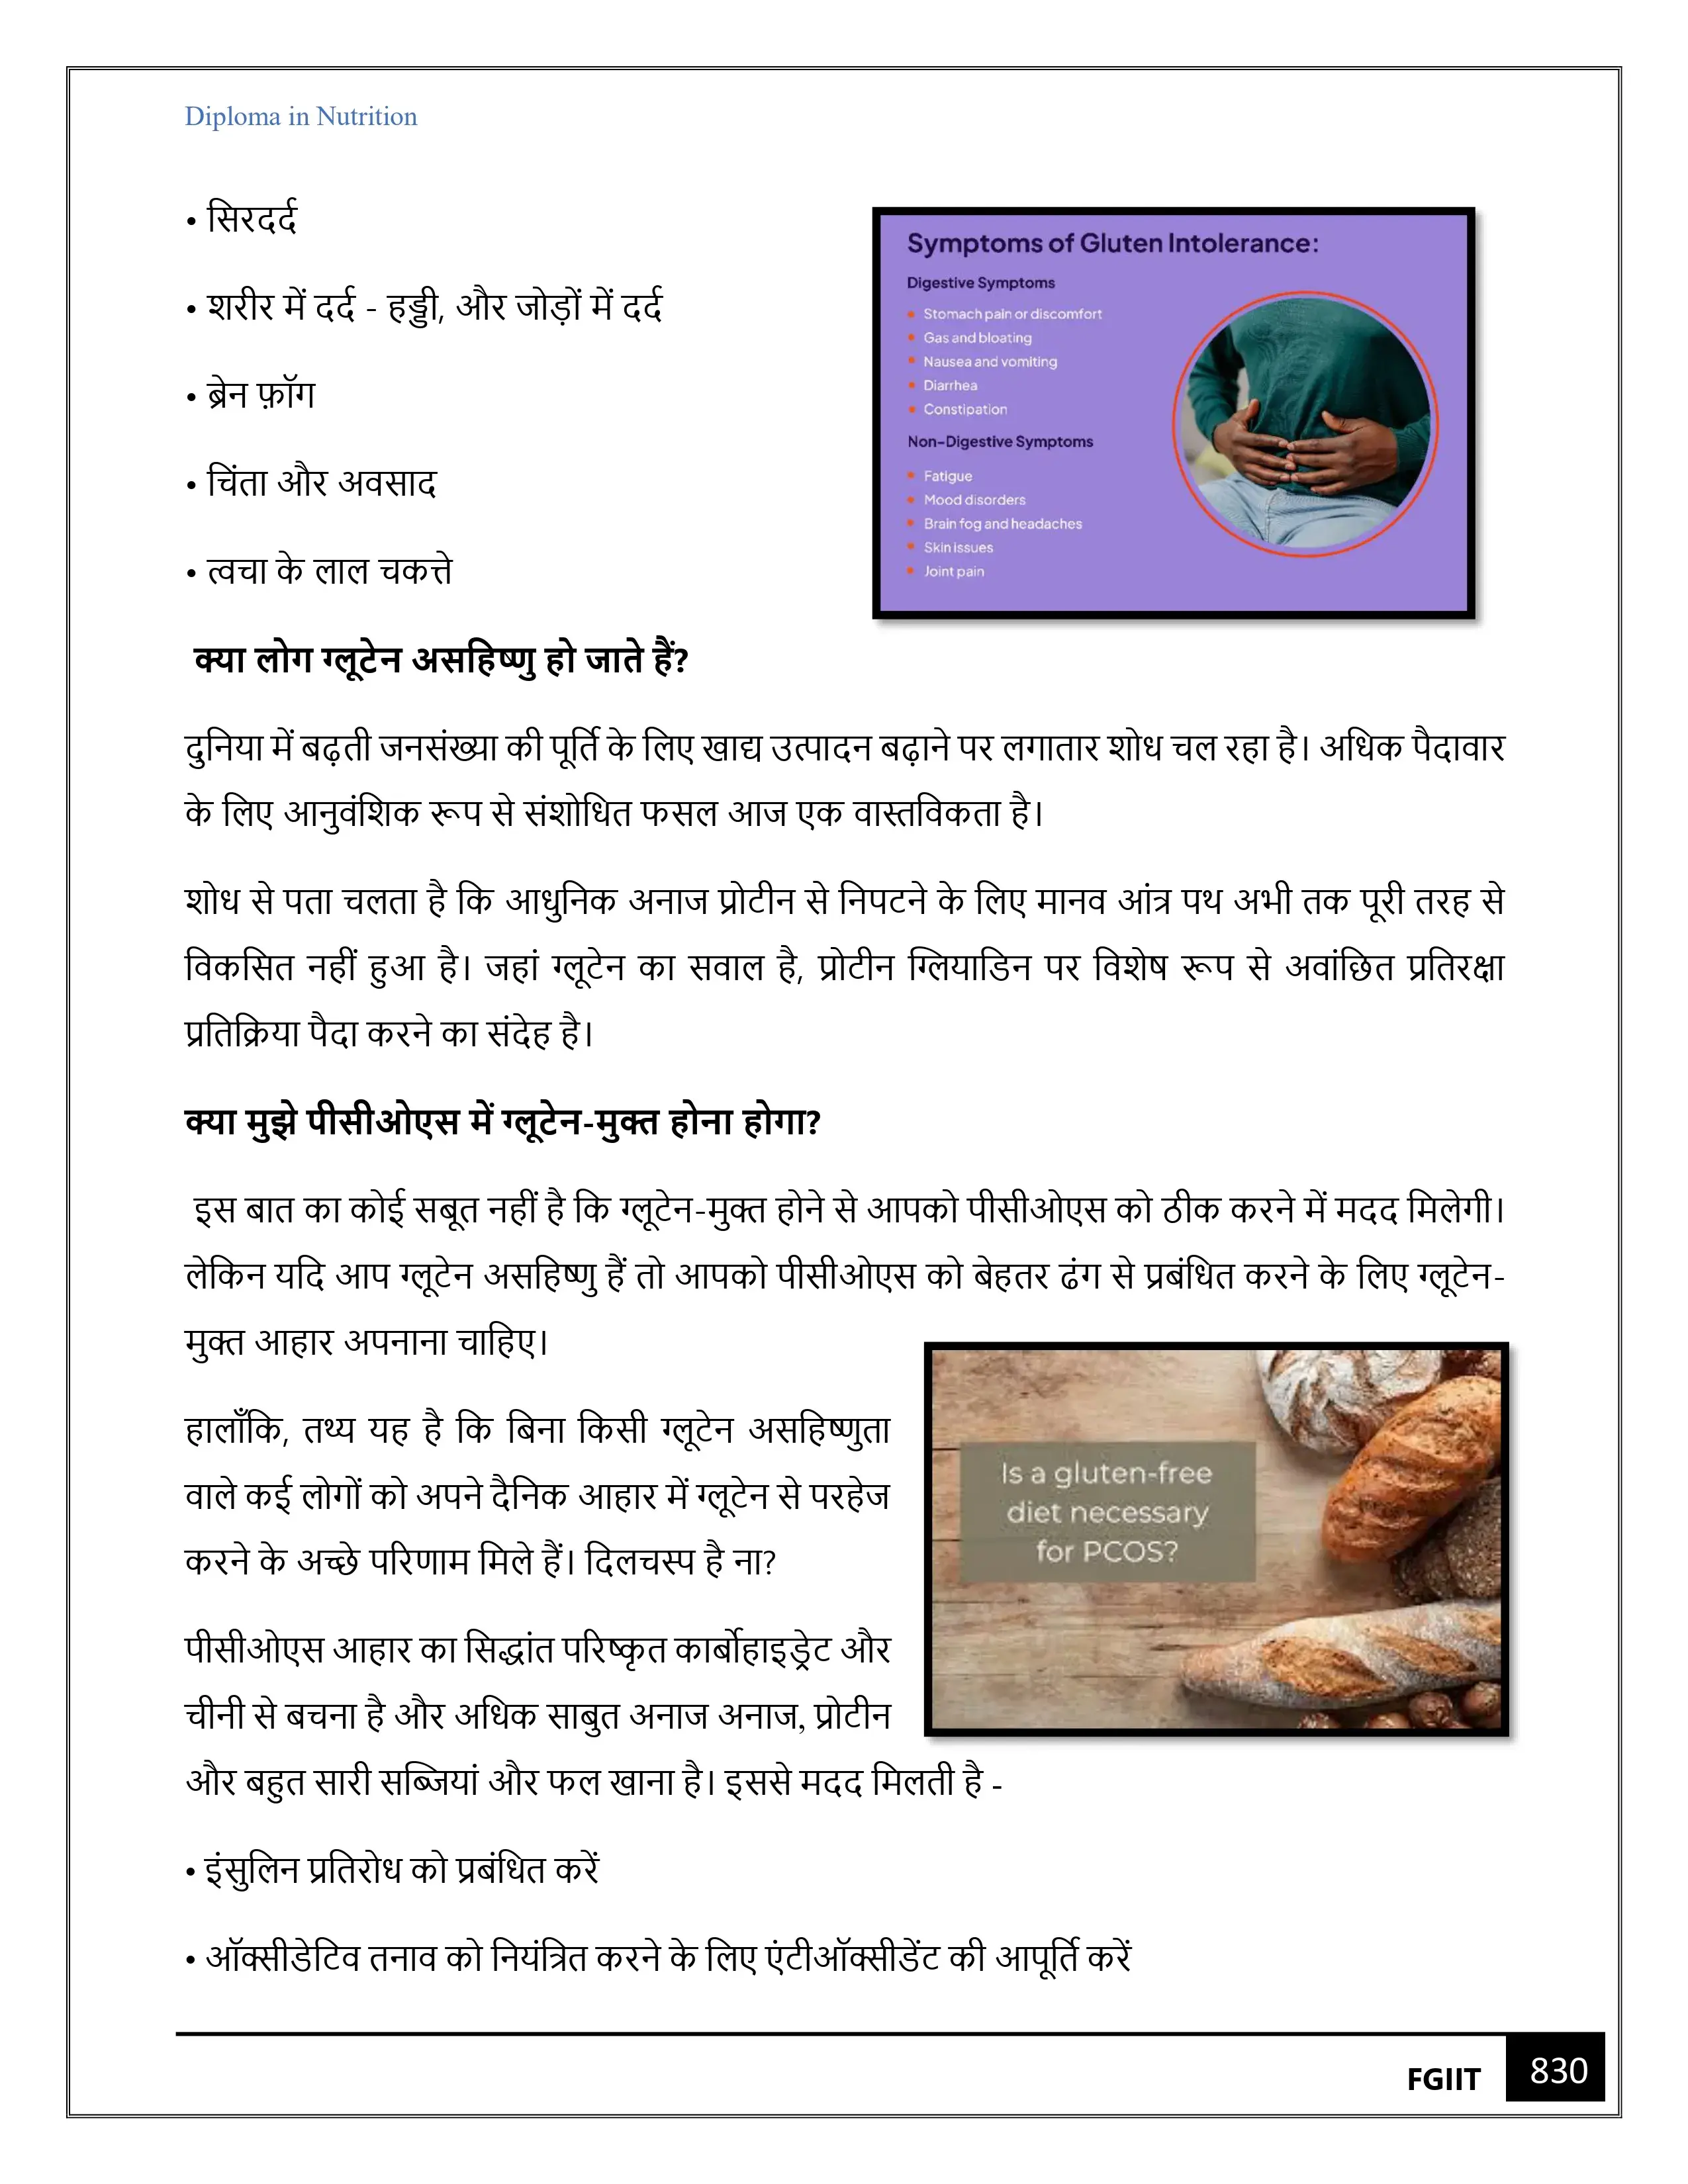 Diploma in Nutrition
• सिरदर्द
• शरीर में दर्द - हड्डी, और जोड़ों में दर्द
• ब्रेन फ़ॉग
• चिंता और अवसाद
• त्वचा के लाल चकत्ते
Symptoms of Gluten Intolerance:
Digestive Symptoms
• Stomach pain or discomfort
• Gas and bloating
• Nausea and vomiting
• Diarrhea
• Constipation
Non-Digestive Symptoms
• Fatigue
• Mood disorders
• Brain fog and headaches
• Skin issues
• Joint pain
क्या लोग ग्लूटेन असहिष्णु हो जाते हैं?
दुनिया में बढ़ती जनसंख्या की पूर्ति के लिए खाद्य उत्पादन बढ़ाने पर लगातार शोध चल रहा है। अधिक पैदावार
के लिए आनुवंशिक रूप से संशोधित फसल आज एक वास्तविकता है।
शोध से पता चलता है कि आधुनिक अनाज प्रोटीन से निपटने के लिए मानव आंत्र पथ अभी तक पूरी तरह से
विकसित नहीं हुआ है। जहां ग्लूटेन का सवाल है, प्रोटीन ग्लियाडिन पर विशेष रूप से अवांछित प्रतिरक्षा
प्रतिक्रिया पैदा करने का संदेह है।
क्या मुझे पीसीओएस में ग्लूटेन-मुक्त होना होगा?
इस बात का कोई सबूत नहीं है कि ग्लूटेन-मुक्त होने से आपको पीसीओएस को ठीक करने में मदद मिलेगी।
लेकिन यदि आप ग्लूटेन असहिष्णु हैं तो आपको पीसीओएस को बेहतर ढंग से प्रबंधित करने के लिए ग्लूटेन-
मुक्त आहार अपनाना चाहिए।
हालाँकि, तथ्य यह है कि बिना किसी ग्लूटेन असहिष्णुता
वाले कई लोगों को अपने दैनिक आहार में ग्लूटेन से परहेज
करने के अच्छे परिणाम मिले हैं। दिलचस्प है ना?
Is a gluten-free
diet necessary
for PCOS?
पीसीओएस आहार का सिद्धांत परिष्कृत कार्बोहाइड्रेट और
चीनी से बचना है और अधिक साबुत अनाज अनाज, प्रोटीन
और बहुत सारी सब्जियां और फल खाना है। इससे मदद मिलती है -
• इंसुलिन प्रतिरोध को प्रबंधित करें
• ऑक्सीडेटिव तनाव को नियंत्रित करने के लिए एंटीऑक्सीडेंट की आपूर्ति करें
FGIIT 830